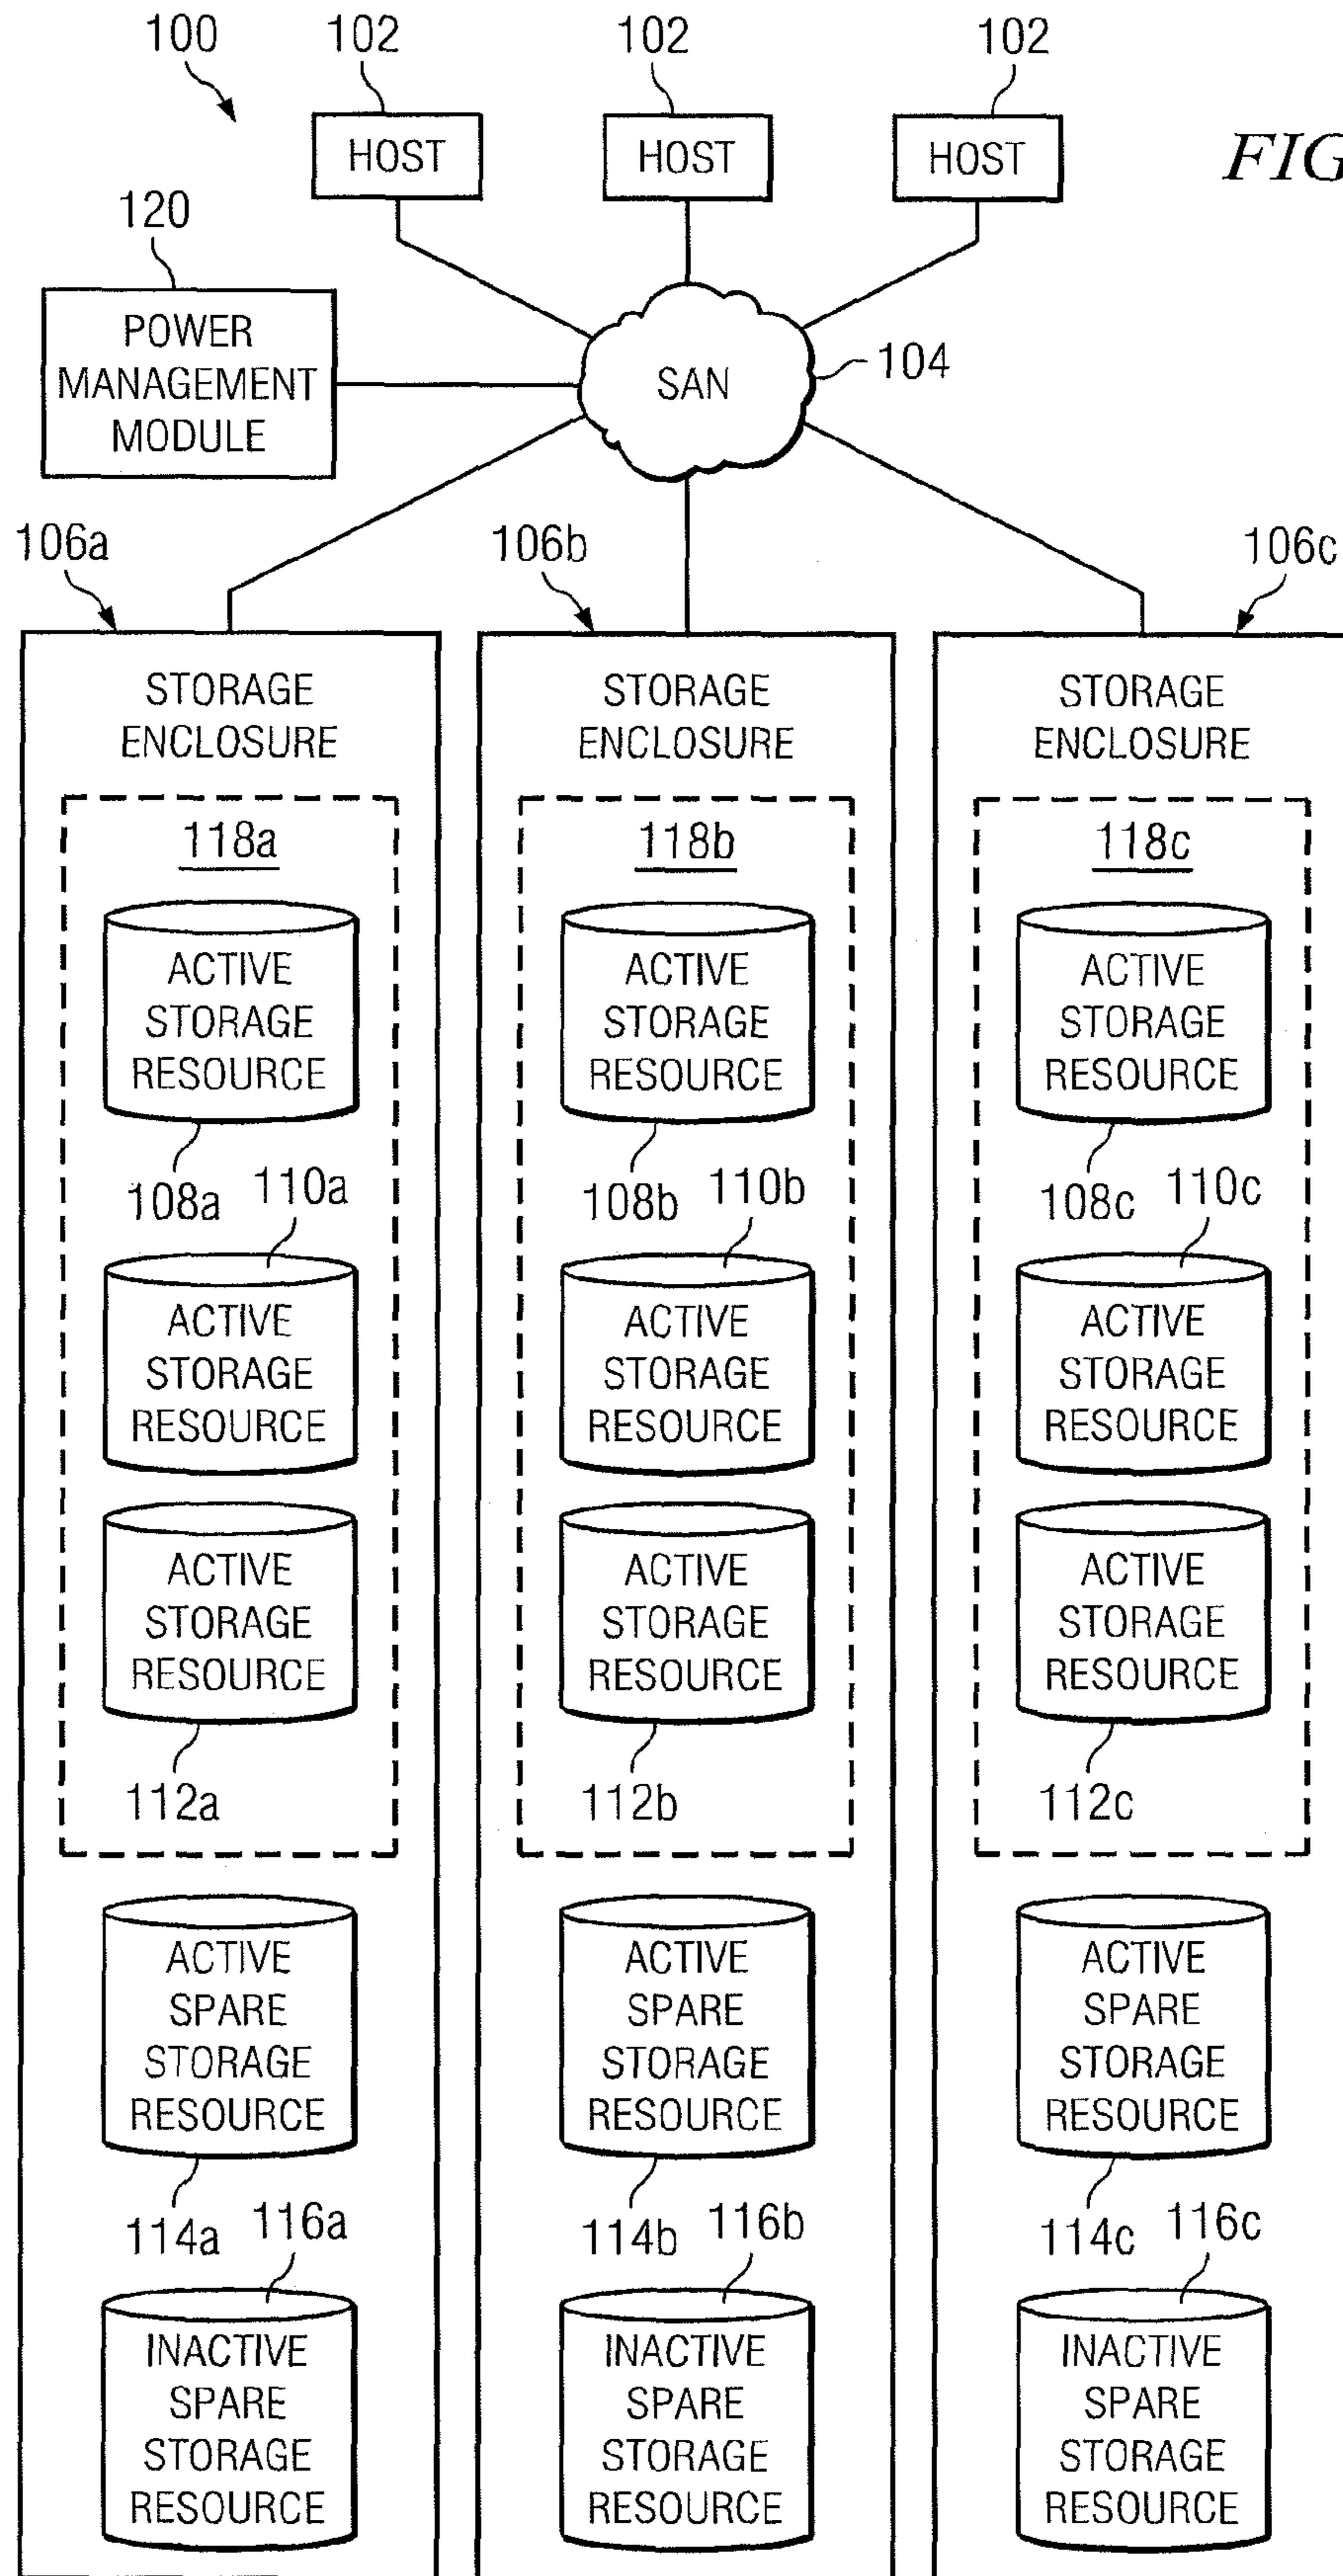 100
102
102
102
HOST
HOST
HOST
FIG
120
POWER
MANAGEMENT
MODULE
SAN
104
106a
106b
106c
STORAGE
ENCLOSURE
STORAGE
ENCLOSURE
STORAGE
ENCLOSURE
118a
ACTIVE
STORAGE
RESOURCE
108a
110a
ACTIVE
STORAGE
RESOURCE
ACTIVE
STORAGE
RESOURCE
112a
ACTIVE
SPARE
STORAGE
RESOURCE
114a
116a
INACTIVE
SPARE
STORAGE
RESOURCE
118b
ACTIVE
STORAGE
RESOURCE
108b
110b
ACTIVE
STORAGE
RESOURCE
ACTIVE
STORAGE
RESOURCE
112b
ACTIVE
SPARE
STORAGE
RESOURCE
114b
116b
INACTIVE
SPARE
STORAGE
RESOURCE
118c
ACTIVE
STORAGE
RESOURCE
108c
110c
ACTIVE
STORAGE
RESOURCE
ACTIVE
STORAGE
RESOURCE
112c
ACTIVE
SPARE
STORAGE
RESOURCE
114c
116c
INACTIVE
SPARE
STORAGE
RESOURCE